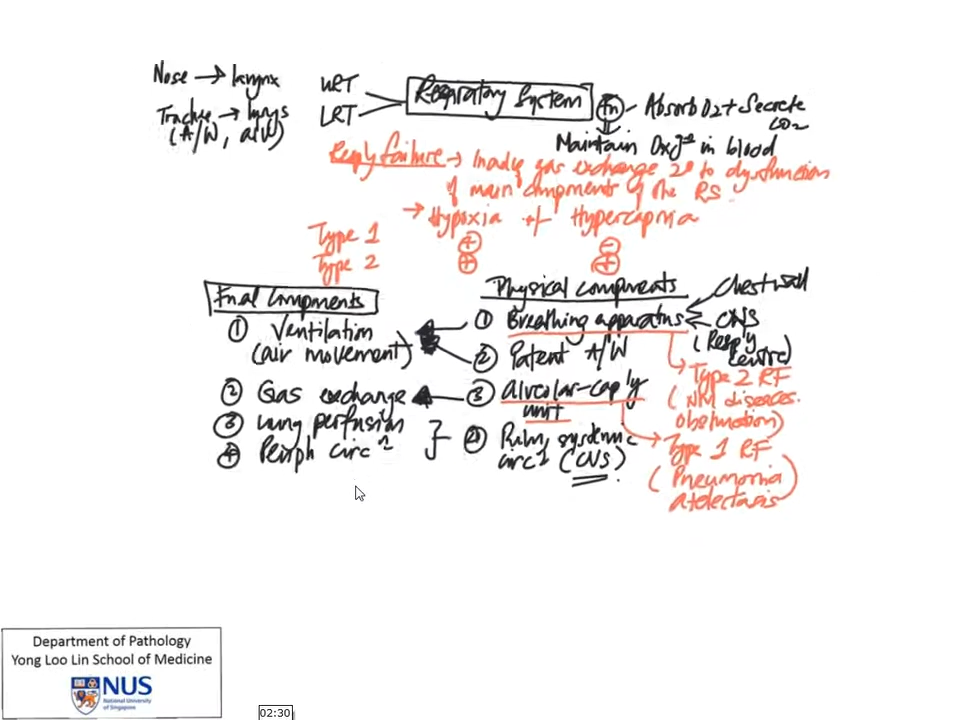 Nose → larynx
URT
Respiratory System
Trachea → lungs
(A/W, alv)
LRT
fn
Absorb O2 + Secrete
CO2
Maintain Oxj^n in blood
Resply failure → Inadq gas exchange 2° to dysfunction
of main components of the RS
→ Hypoxia +/- Hypercapnia
Type 1 + -
Type 2 + +
Fnal Components
① Ventilation
(air movement)
② Gas exchange
③ Lung perfusion
④ Periph circ^n
Physical components
① Breathing apparatus
Chest wall
CNS
(Resply
centre)
② Patent A/W
③ Alveolar-caply
unit
④ Pulm, systemic
circ^n (CVS)
Type 2 RF
(NM diseases
obstruction)
Type 1 RF
(Pneumonia
atelectasis)
Department of Pathology
Yong Loo Lin School of Medicine
NUS
National University
of Singapore
02:30